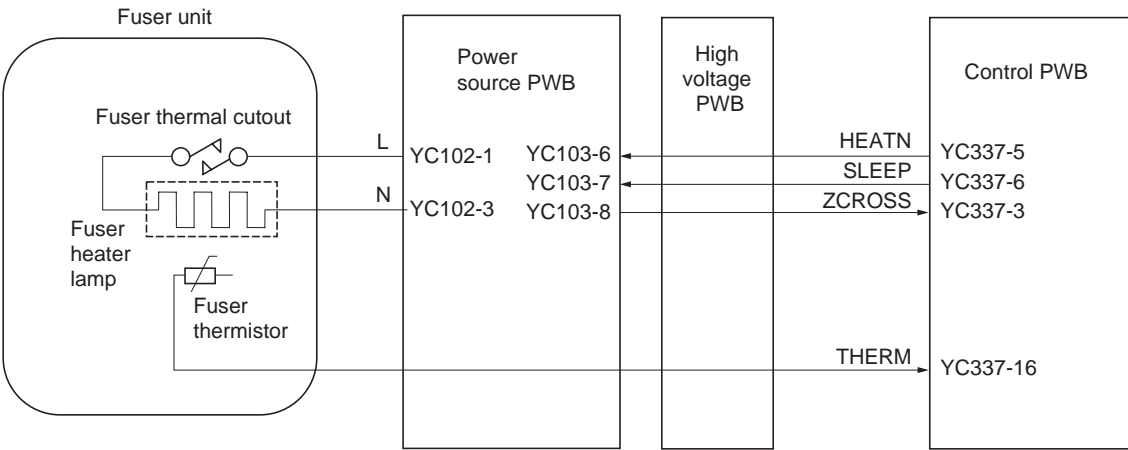 Fuser unit
Power
source PWB
High
voltage
PWB
Control PWB
Fuser thermal cutout
L
YC102-1
YC103-6
HEATN
YC337-5
YC103-7
SLEEP
YC337-6
N
YC102-3
YC103-8
ZCROSS
YC337-3
Fuser
heater
lamp
Fuser
thermistor
THERM
YC337-16